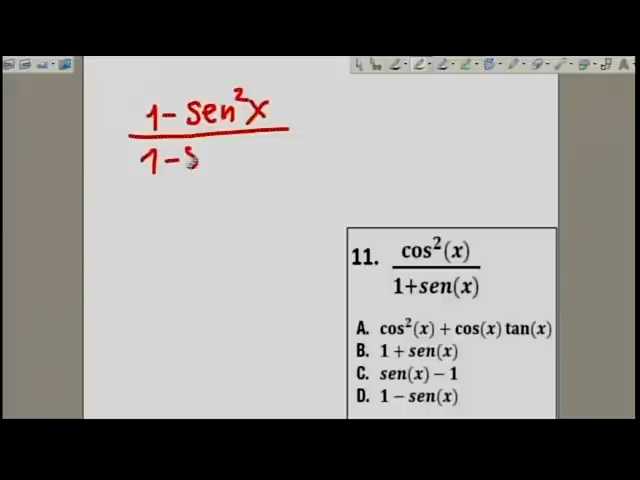 1 - sen²x
1 - s
11. cos²(x)
1+sen(x)
A. cos²(x) + cos(x) tan(x)
B. 1 + sen(x)
C. sen(x) − 1
D. 1 − sen(x)